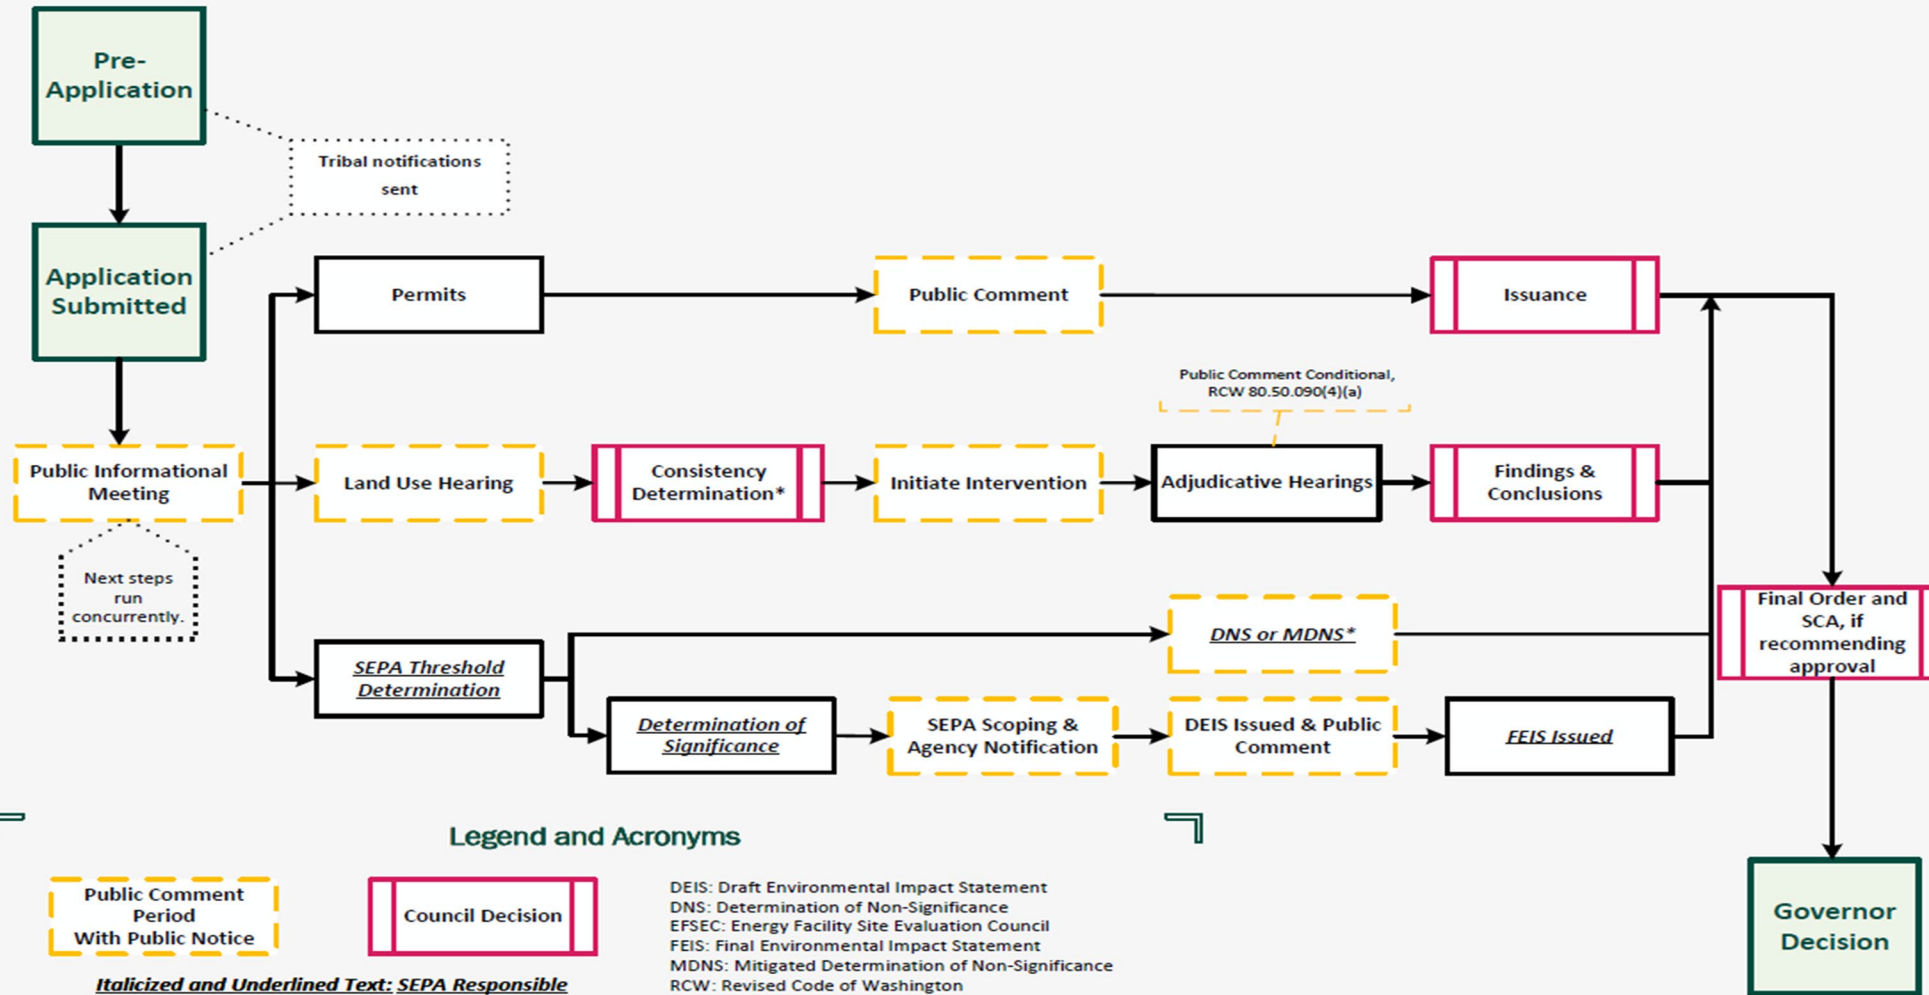 Pre-
Application
Tribal notifications
sent
Application
Submitted
Permits
Public Comment
Issuance
Public Comment Conditional,
RCW 80.50.090(4)(a)
Public Informational
Meeting
Land Use Hearing
Consistency
Determination*
Initiate Intervention
Adjudicative Hearings
Findings &
Conclusions
Next steps
run
concurrently.
DNS or MDNS*
Final Order and
SCA, if
recommending
approval
SEPA Threshold
Determination
Determination of
Significance
SEPA Scoping &
Agency Notification
DEIS Issued & Public
Comment
FEIS Issued
Legend and Acronyms
Public Comment
Period
With Public Notice
Council Decision
DEIS: Draft Environmental Impact Statement
DNS: Determination of Non-Significance
EFSEC: Energy Facility Site Evaluation Council
FEIS: Final Environmental Impact Statement
MDNS: Mitigated Determination of Non-Significance
RCW: Revised Code of Washington
Italicized and Underlined Text: SEPA Responsible
Governor
Decision